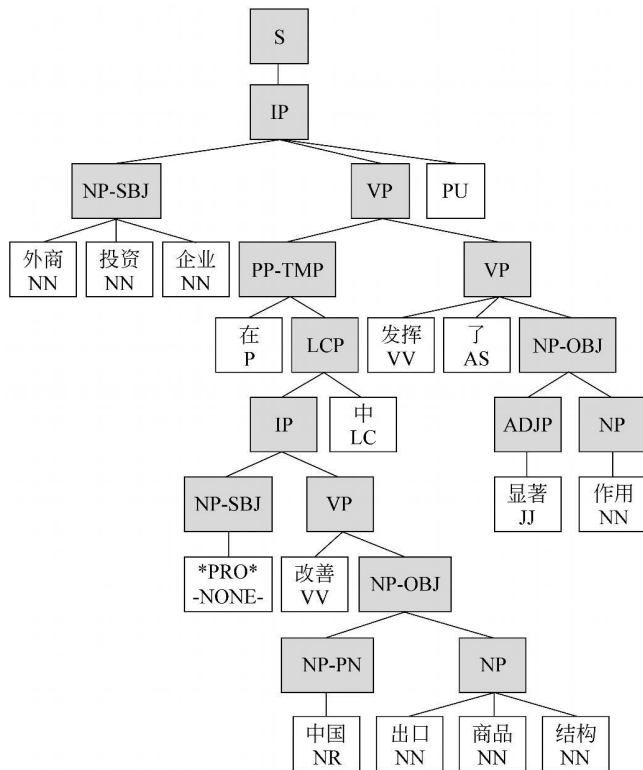 S
IP
NP-SBJ
VP
PU
外商
NN
投资
NN
企业
NN
PP-TMP
VP
在
P
LCP
发挥
VV
了
AS
NP-OBJ
IP
中
LC
ADJP
NP
NP-SBJ
VP
显著
JJ
作用
NN
*PRO*
-NONE-
改善
VV
NP-OBJ
NP-PN
NP
中国
NR
出口
NN
商品
NN
结构
NN